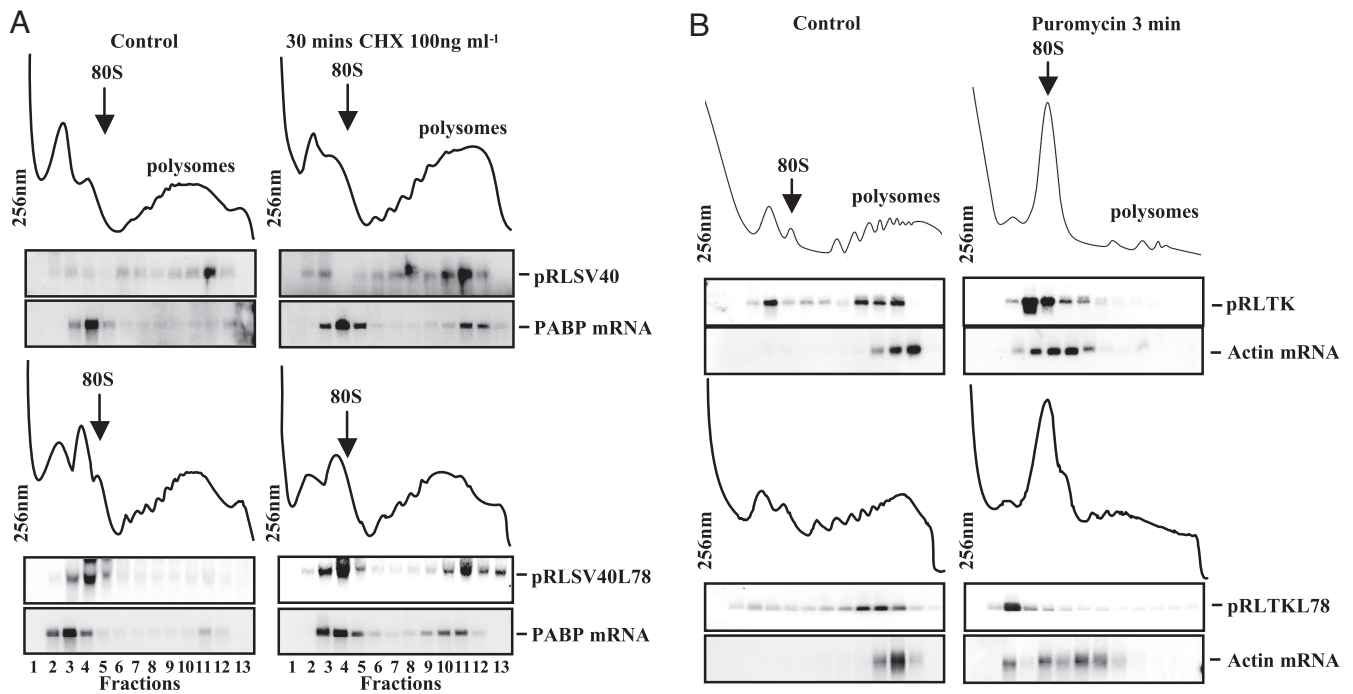 A
Control
30 mins CHX 100ng ml-1
80S
80S
polysomes
polysomes
256nm
256nm
pRLSV40
PABP mRNA
80S
80S
256nm
256nm
pRLSV40L78
PABP mRNA
1 2 3 4 5 6 7 8 9 10 11 12 13
1 2 3 4 5 6 7 8 9 10 11 12 13
Fractions
Fractions
B
Control
Puromycin 3 min
80S
80S
polysomes
polysomes
256nm
256nm
pRLTK
Actin mRNA
256nm
256nm
pRLTKL78
Actin mRNA